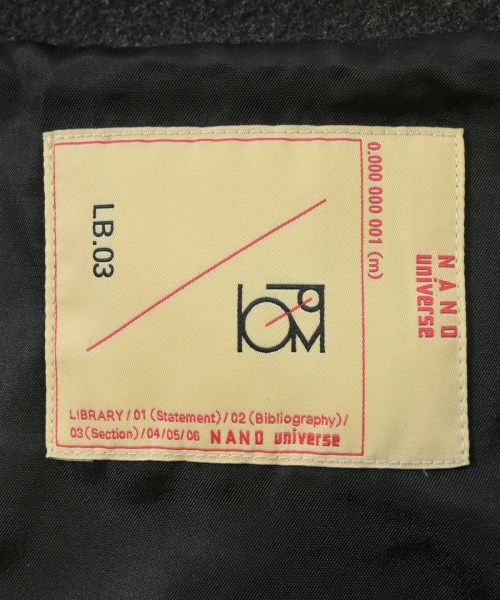 NANO
universe
0.000 000 001 (m)
LB.03
LIBRARY/01(Statement)/02(Bibliography)/
03(Section)/04/05/06 NANO universe